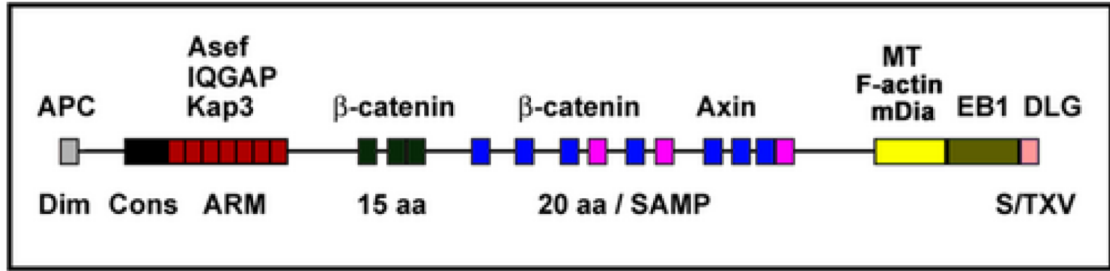 Asef
IQGAP
Kap3
APC
β-catenin
β-catenin
Axin
MT
F-actin
mDia
EB1
DLG
Dim
Cons
ARM
15 aa
20 aa / SAMP
S/TXV